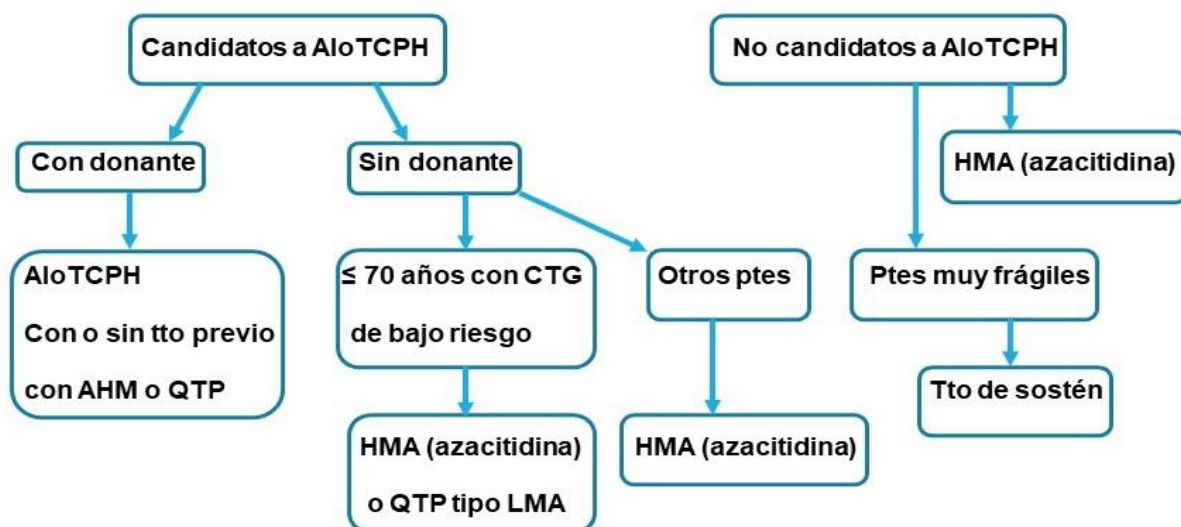 Candidatos a AloTCPH
No candidatos a AloTCPH
Con donante
Sin donante
HMA (azacitidina)
AloTCPH
Con o sin tto previo
con AHM o QTP
≤ 70 años con CTG
de bajo riesgo
Otros ptes
Ptes muy frágiles
HMA (azacitidina)
o QTP tipo LMA
HMA (azacitidina)
Tto de sostén